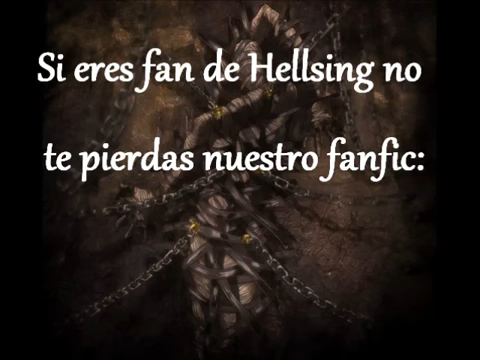 Si eres fan de Hellsing no
te pierdas nuestro fanfic: